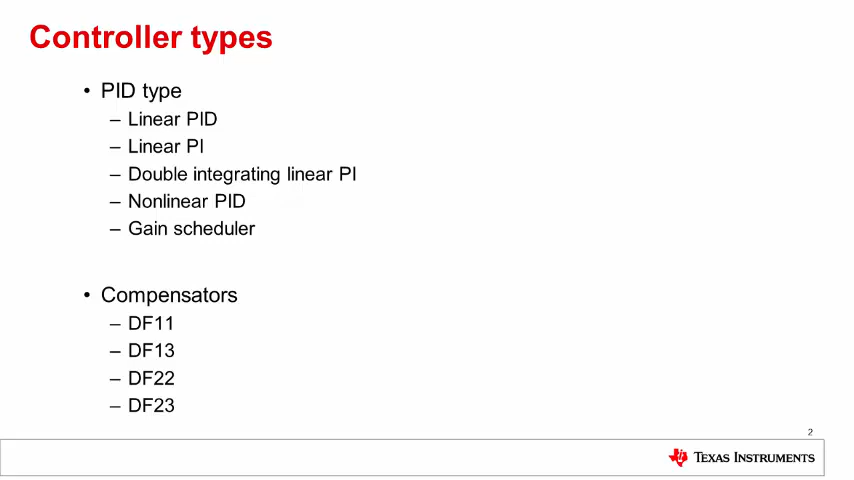 Controller types
• PID type
– Linear PID
– Linear PI
– Double integrating linear PI
– Nonlinear PID
– Gain scheduler
• Compensators
– DF11
– DF13
– DF22
– DF23
2
TEXAS INSTRUMENTS